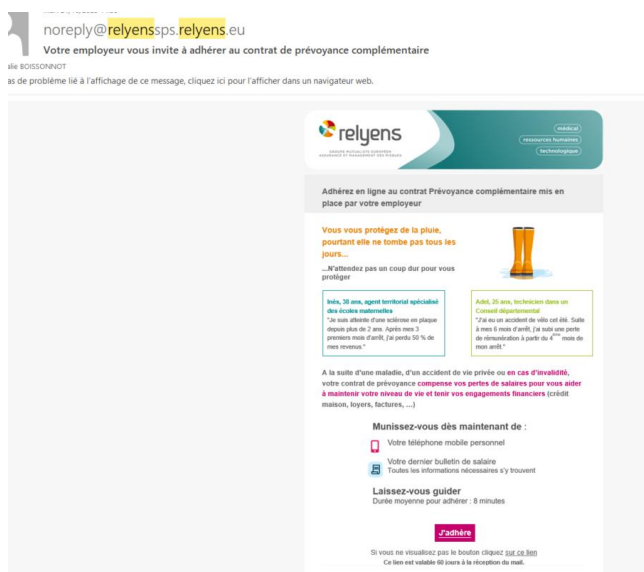 noreply@relyenssps.relyens.eu
Votre employeur vous invite à adhérer au contrat de prévoyance complémentaire
alie BOISSONNOT
as de problème lié à l'affichage de ce message, cliquez ici pour l'afficher dans un navigateur web.
relyens
GROUPE MUTUALISTE EUROPÉEN
ASSURANCE ET MANAGEMENT DES RISQUES
médical
ressources humaines
technologique
Adhérez en ligne au contrat Prévoyance complémentaire mis en
place par votre employeur
Vous vous protégez de la pluie,
pourtant elle ne tombe pas tous les
jours...
...N'attendez pas un coup dur pour vous
protéger
Inès, 38 ans, agent territorial spécialisé
des écoles maternelles
"Je suis atteinte d'une sclérose en plaque
depuis plus de 2 ans. Après mes 3
premiers mois d'arrêt, j'ai perdu 50 % de
mes revenus."
Adel, 25 ans, technicien dans un
Conseil départemental
"J'ai eu un accident de vélo cet été. Suite
à mes 6 mois d'arrêt, j'ai subi une perte
de rémunération à partir du 4ème mois de
mon arrêt."
A la suite d'une maladie, d'un accident de vie privée ou en cas d'invalidité,
votre contrat de prévoyance compense vos pertes de salaires pour vous aider
à maintenir votre niveau de vie et tenir vos engagements financiers (crédit
maison, loyers, factures, ...)
Munissez-vous dès maintenant de :
Votre téléphone mobile personnel
Votre dernier bulletin de salaire
Toutes les informations nécessaires s'y trouvent
Laissez-vous guider
Durée moyenne pour adhérer : 8 minutes
J'adhère
Si vous ne visualisez pas le bouton cliquez sur ce lien
Ce lien est valable 60 jours à la réception du mail.